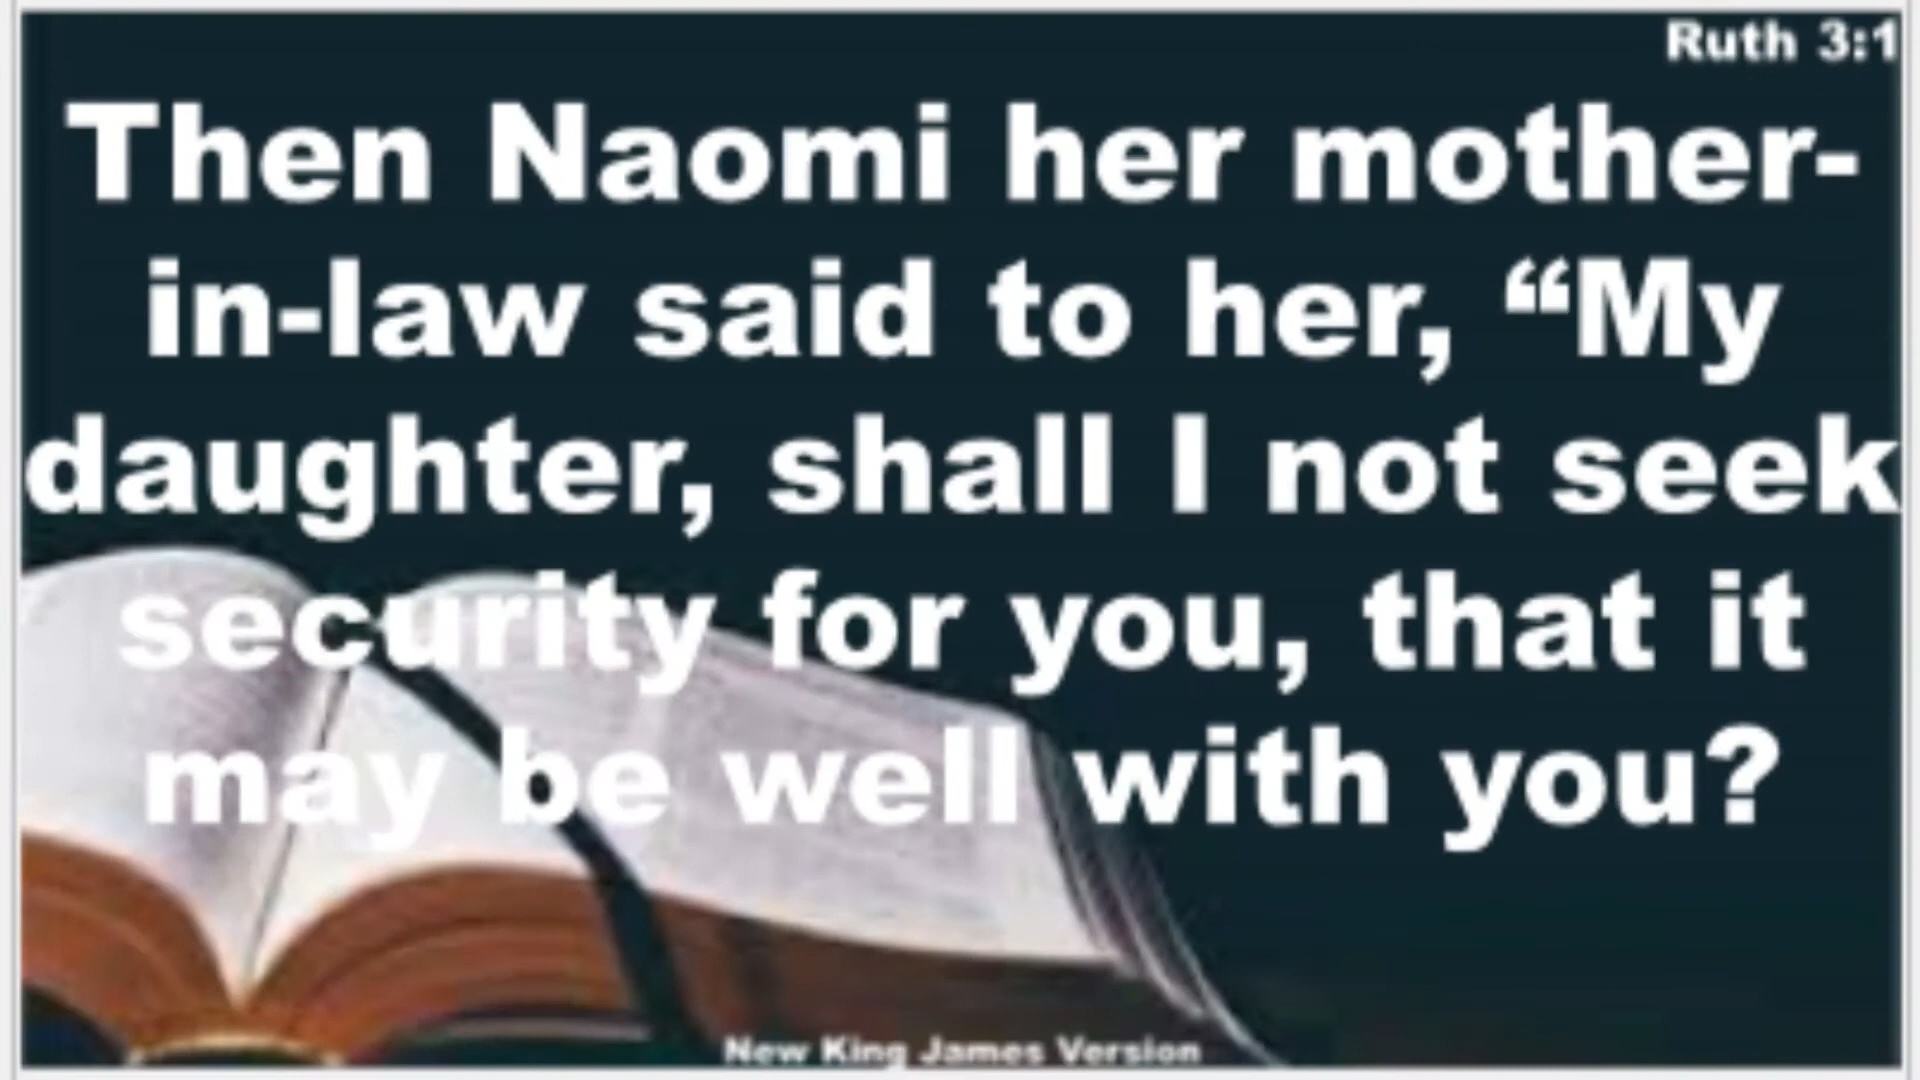 Ruth 3:1
Then Naomi her mother-
in-law said to her, “My
daughter, shall I not seek
security for you, that it
may be well with you?
New King James Version